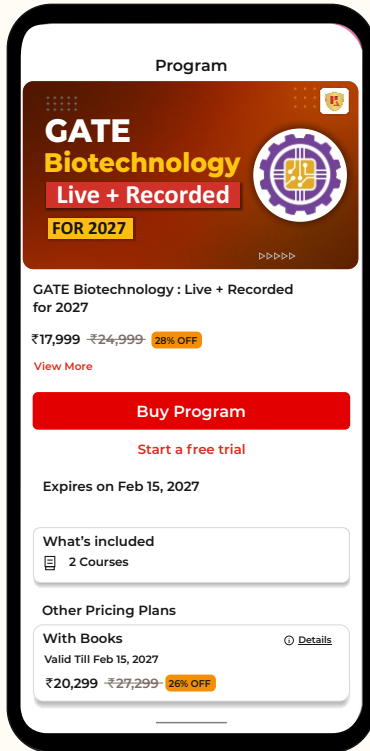 Program
GATE
Biotechnology
Live + Recorded
FOR 2027
GATE Biotechnology : Live + Recorded
for 2027
₹17,999 ₹24,999 28% OFF
View More
Buy Program
Start a free trial
Expires on Feb 15, 2027
What's included
2 Courses
Other Pricing Plans
With Books Details
Valid Till Feb 15, 2027
₹20,299 ₹27,299 26% OFF